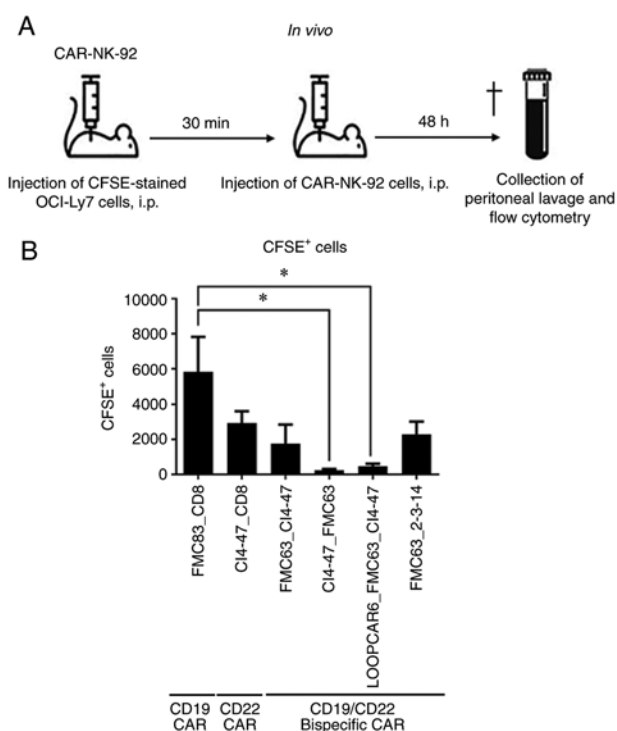 A
In vivo
CAR-NK-92
30 min
48 h
Injection of CFSE-stained
OCI-Ly7 cells, i.p.
Injection of CAR-NK-92 cells, i.p.
Collection of
peritoneal lavage and
flow cytometry
B
CFSE+ cells
*
*
10000
8000
6000
4000
2000
0
CFSE+ cells
FMC83_CD8
CI4-47_CD8
FMC63_CI4-47
CI4-47_FMC63
LOOPCAR6_FMC63_CI4-47
FMC63_2-3-14
CD19
CAR
CD22
CAR
CD19/CD22
Bispecific CAR